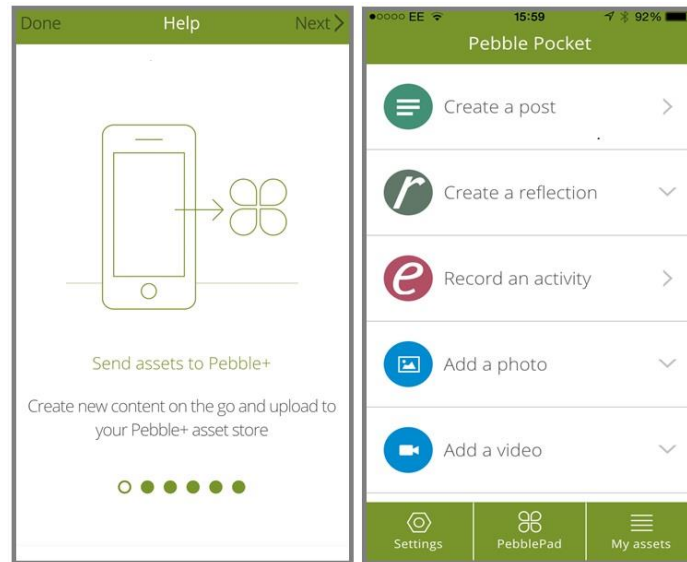 Done Help Next
Send assets to Pebble+
Create new content on the go and upload to
your Pebble+ asset store
EE 15:59 92%
Pebble Pocket
Create a post
r Create a reflection
e Record an activity
Add a photo
Add a video
Settings PebblePad My assets